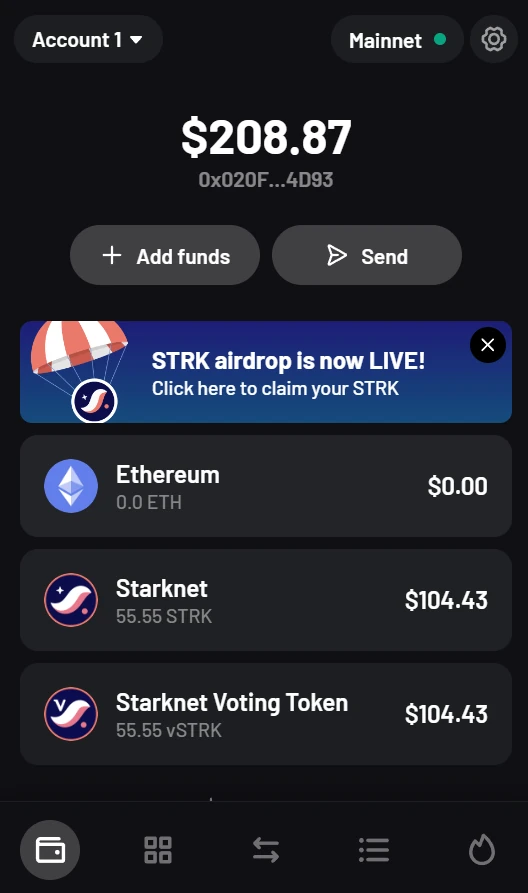 Account 1
Mainnet
$208.87
0x020F...4D93
Add funds
Send
STRK airdrop is now LIVE!
Click here to claim your STRK
Ethereum
$0.00
0.0 ETH
Starknet
$104.43
55.55 STRK
Starknet Voting Token
$104.43
55.55 vSTRK